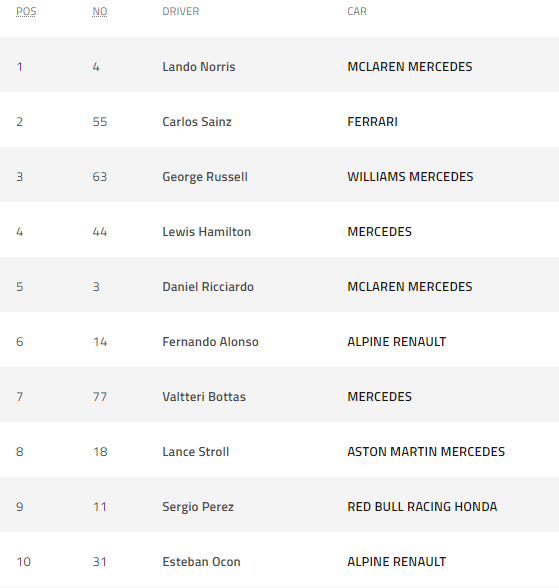 POS NO DRIVER CAR
1 4 Lando Norris MCLAREN MERCEDES
2 55 Carlos Sainz FERRARI
3 63 George Russell WILLIAMS MERCEDES
4 44 Lewis Hamilton MERCEDES
5 3 Daniel Ricciardo MCLAREN MERCEDES
6 14 Fernando Alonso ALPINE RENAULT
7 77 Valtteri Bottas MERCEDES
8 18 Lance Stroll ASTON MARTIN MERCEDES
9 11 Sergio Perez RED BULL RACING HONDA
10 31 Esteban Ocon ALPINE RENAULT